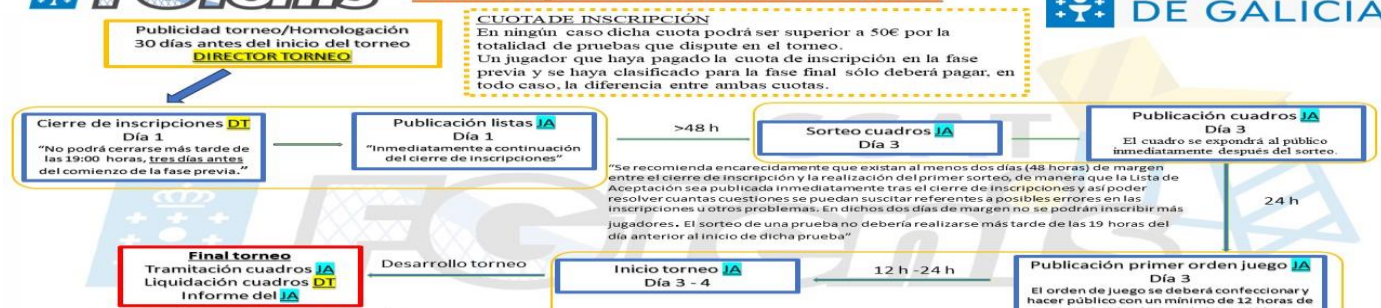 FGTenis
DE GALICIA
Publicidad torneo/Homologación
30 días antes del inicio del torneo
DIRECTOR TORNEO
CUOTA DE INSCRIPCIÓN
En ningún caso dicha cuota podrá ser superior a 50€ por la
totalidad de pruebas que dispute en el torneo.
Un jugador que haya pagado la cuota de inscripción en la fase
previa y se haya clasificado para la fase final sólo deberá pagar, en
todo caso, la diferencia entre ambas cuotas.
Cierre de inscripciones DT
Día 1
“No podrá cerrarse más tarde de
las 19:00 horas, tres días antes
del comienzo de la fase previa.”
Publicación listas JA
Día 1
“Inmediatamente a continuación
del cierre de inscripciones”
>48 h
Sorteo cuadros JA
Día 3
Publicación cuadros JA
Día 3
El cuadro se expondrá al público
inmediatamente después del sorteo.
“Se recomienda encarecidamente que existan al menos dos días (48 horas) de margen
entre el cierre de inscripción y la realización del primer sorteo, de manera que la Lista de
Aceptación sea publicada inmediatamente tras el cierre de inscripciones y así poder
resolver cuantas cuestiones se puedan suscitar referentes a posibles errores en las
inscripciones u otros problemas. En dichos dos días de margen no se podrán inscribir más
jugadores. El sorteo de una prueba no debería realizarse más tarde de las 19 horas del
día anterior al inicio de dicha prueba”
24 h
Publicación primer orden juego JA
Día 3
El orden de juego se deberá confeccionar y
hacer público con un mínimo de 12 horas de
12 h -24 h
Inicio torneo JA
Día 3 - 4
Desarrollo torneo
Final torneo
Tramitación cuadros JA
Liquidación cuadros DT
Informe del JA
CCAT
FGTenis